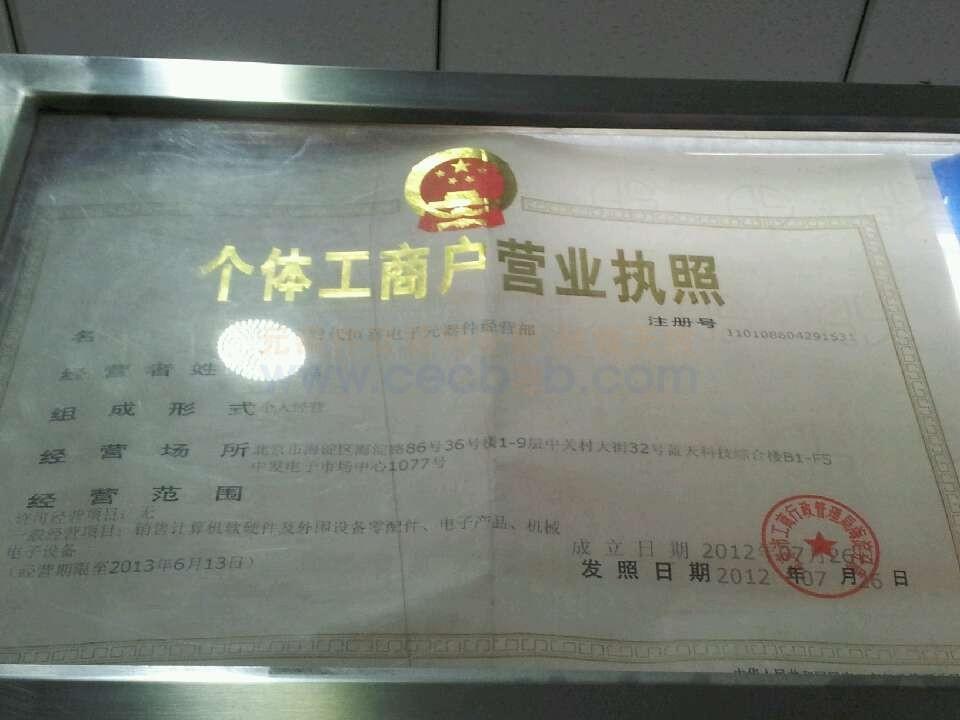 个体工商户营业执照
注册号 110108604291531
名
代恒嘉电子元器件经营部
www.cecb2b.com
经营者姓
组成形式 个人经营
经营场所 北京市海淀区海淀路86号36号楼1-9层中关村大街32号蓝天科技综合楼B1-F5
中发电子市场中心1077号
经营范围
许可经营项目：无
一般经营项目：销售计算机软硬件及外围设备零配件、电子产品、机械
电子设备
（经营期限至2013年6月13日）
成立日期 2012年07月26日
发照日期 2012年07月26日